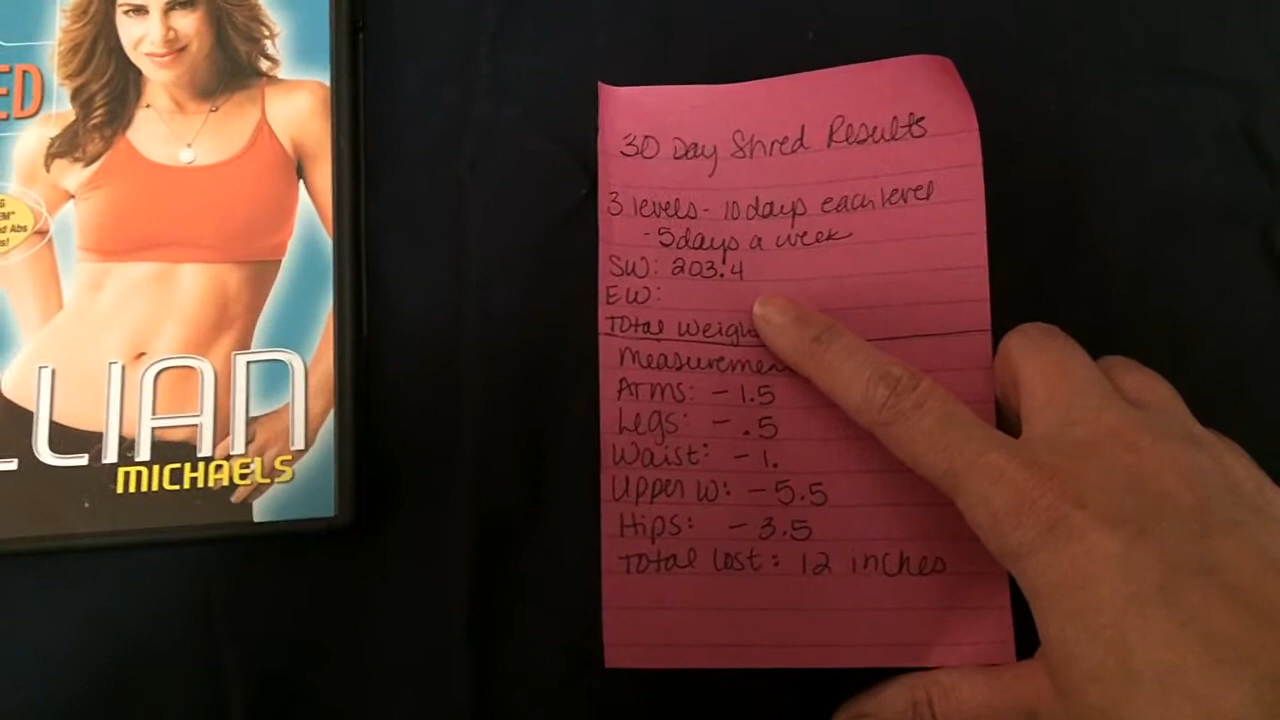 ED
d Abs
LLIAN
MICHAELS
30 Day Shred Results
3 levels - 10 days each level
- 5 days a week
SW: 203.4
EW:
Total
Measuremen
Arms: - 1.5
Legs: - .5
Waist: - 1.
Upper W: - 5.5
Hips: - 3.5
Total lost: 12 inches